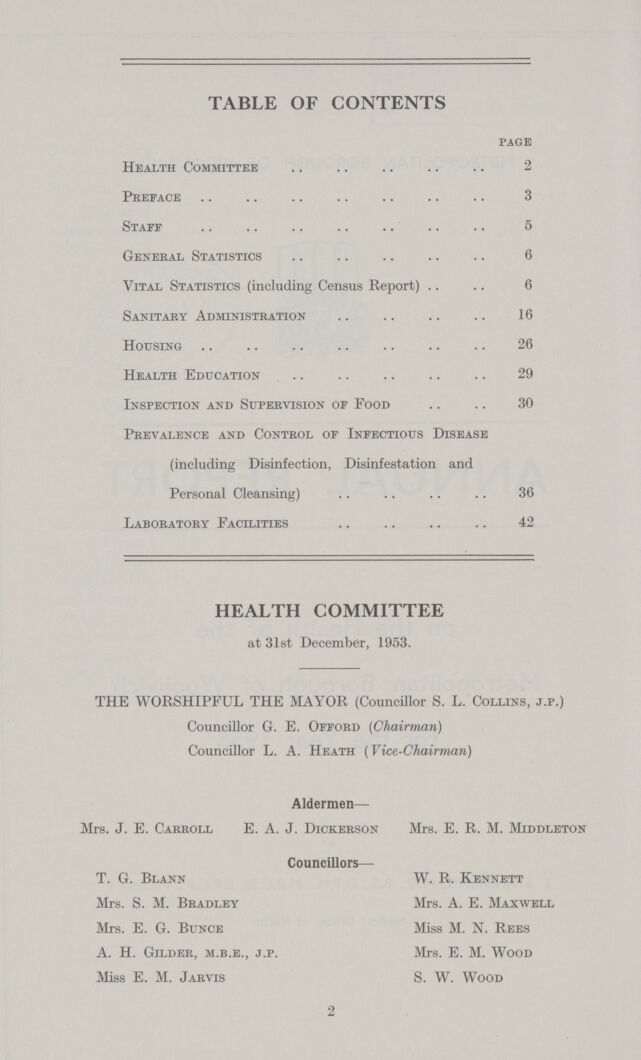 TABLE OF CONTENTS
PAGE
HEALTH COMMITTEE .. .. .. .. .. 2
PREFACE .. .. .. .. .. .. .. 3
STAFF .. .. .. .. .. .. .. 5
GENERAL STATISTICS .. .. .. .. .. 6
VITAL STATISTICS (including Census Report) .. .. 6
SANITARY ADMINISTRATION .. .. .. .. 16
HOUSING .. .. .. .. .. .. .. 26
HEALTH EDUCATION .. .. .. .. .. 29
INSPECTION AND SUPERVISION OF FOOD .. .. 30
PREVALENCE AND CONTROL OF INFECTIOUS DISEASE
(including Disinfection, Disinfestation and
Personal Cleansing) .. .. .. .. 36
LABORATORY FACILITIES .. .. .. .. 42
HEALTH COMMITTEE
at 31st December, 1953.
THE WORSHIPFUL THE MAYOR (Councillor S. L. COLLINS, J.P.)
Councillor G. E. OFFORD (Chairman)
Councillor L. A. HEATH (Vice-Chairman)
Aldermen—
Mrs. J. E. CARROLL E. A. J. DICKERSON Mrs. E. R. M. MIDDLETON
Councillors—
T. G. BLANN W. R. KENNETT
Mrs. S. M. BRADLEY Mrs. A. E. MAXWELL
Mrs. E. G. BUNCE Miss M. N. REES
A. H. GILDER, M.B.E., J.P. Mrs. E. M. WOOD
Miss E. M. JARVIS S. W. WOOD
2